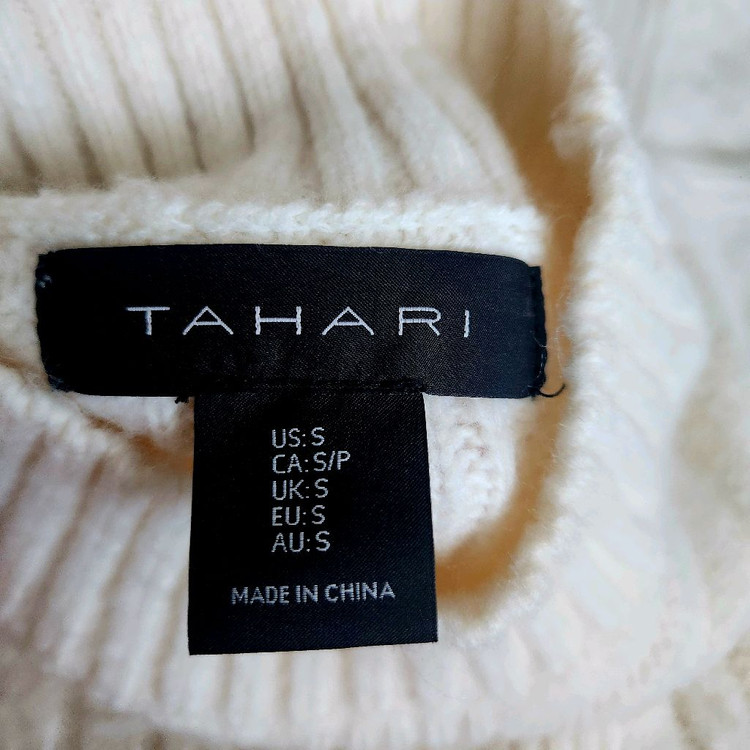 TAHARI
US: S
CA: S/P
UK: S
EU: S
AU: S
MADE IN CHINA